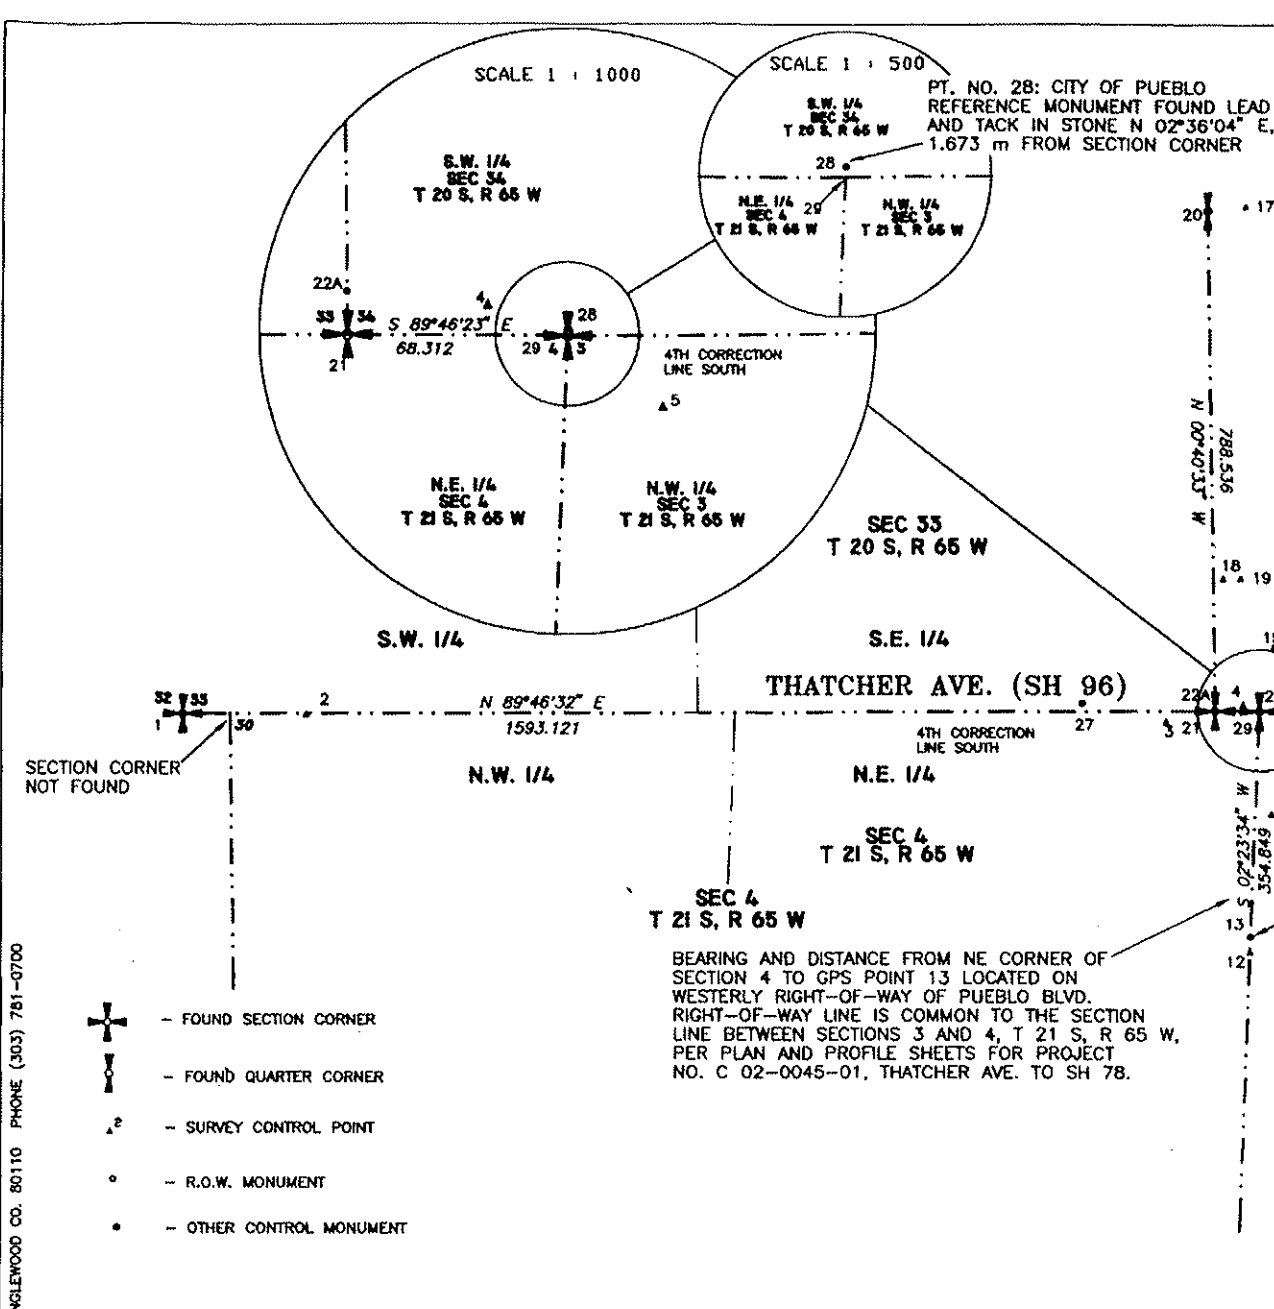 SCALE 1 : 1000
S.W. 1/4
SEC 34
T 20 S, R 65 W
22A
33 34
S 89°46'23" E
68.312
21
4
28
29 4 3
4TH CORRECTION
LINE SOUTH
5
N.E. 1/4
SEC 4
T 21 S, R 65 W
N.W. 1/4
SEC 3
T 21 S, R 65 W
SCALE 1 : 500
S.W. 1/4
SEC 34
T 20 S, R 65 W
28
N.E. 1/4
SEC 4
T 21 S, R 65 W
29
N.W. 1/4
SEC 3
T 21 S, R 65 W
PT. NO. 28: CITY OF PUEBLO
REFERENCE MONUMENT FOUND LEAD
AND TACK IN STONE N 02°36'04" E,
1.673 m FROM SECTION CORNER
20
17
N 00°40'33" W
788.536
18
19
SEC 33
T 20 S, R 65 W
S.W. 1/4
S.E. 1/4
THATCHER AVE. (SH 96)
32 33
1
30
2
N 89°46'32" E
1593.121
SECTION CORNER
NOT FOUND
4TH CORRECTION
LINE SOUTH
27
3
22A
4
21
29
N.W. 1/4
N.E. 1/4
SEC 4
T 21 S, R 65 W
SEC 4
T 21 S, R 65 W
S 02°23'34" W
354.849
13
12
BEARING AND DISTANCE FROM NE CORNER OF
SECTION 4 TO GPS POINT 13 LOCATED ON
WESTERLY RIGHT-OF-WAY OF PUEBLO BLVD.
RIGHT-OF-WAY LINE IS COMMON TO THE SECTION
LINE BETWEEN SECTIONS 3 AND 4, T 21 S, R 65 W,
PER PLAN AND PROFILE SHEETS FOR PROJECT
NO. C 02-0045-01, THATCHER AVE. TO SH 78.
- FOUND SECTION CORNER
- FOUND QUARTER CORNER
2
- SURVEY CONTROL POINT
- R.O.W. MONUMENT
- OTHER CONTROL MONUMENT
NGLEWOOD CO. 80110 PHONE (303) 781-0700